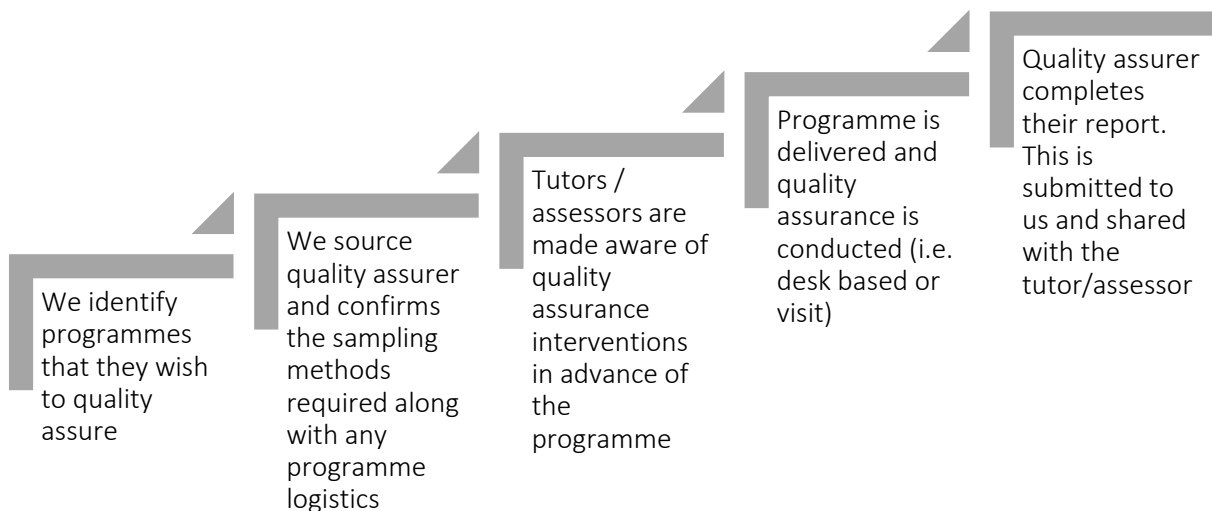 We identify
programmes
that they wish
to quality
assure
We source
quality assurer
and confirms
the sampling
methods
required along
with any
programme
logistics
Tutors /
assessors are
made aware of
quality
assurance
interventions
in advance of
the
programme
Programme is
delivered and
quality
assurance is
conducted (i.e.
desk based or
visit)
Quality assurer
completes
their report.
This is
submitted to
us and shared
with the
tutor/assessor